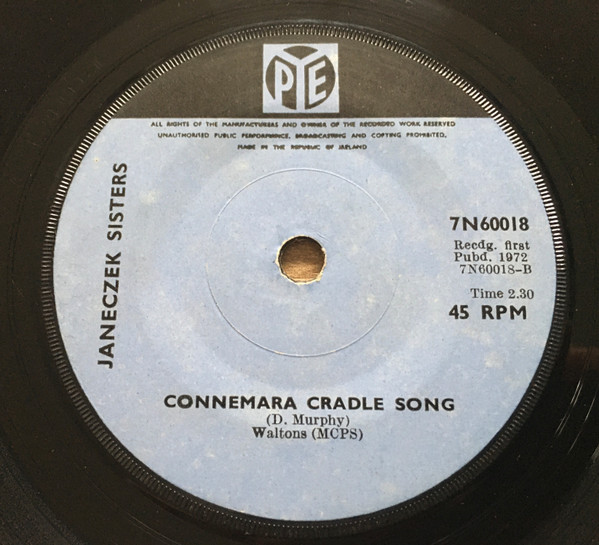 PYE
ALL RIGHTS OF THE MANUFACTURERS AND OWNER OF THE RECORDED WORK RESERVED
UNAUTHORISED PUBLIC PERFORMANCE, BROADCASTING AND COPYING PROHIBITED.
MADE IN THE REPUBLIC OF IRELAND
JANECZEK SISTERS
7N60018
Recdg. first
Pubd. 1972
7N60018-B
Time 2.30
45 RPM
CONNEMARA CRADLE SONG
(D. Murphy)
Waltons (MCPS)